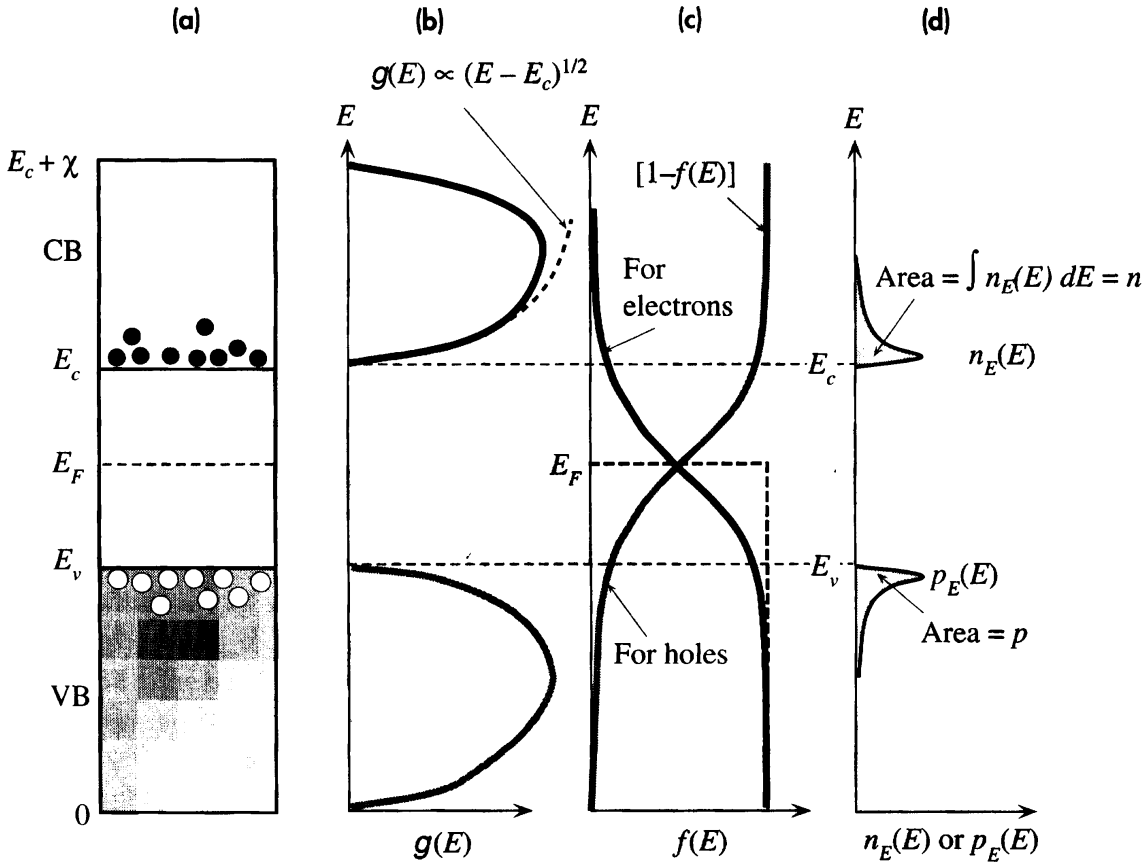 (a)
(b)
(c)
(d)
g(E) ∝ (E – E_c)^{1/2}
E
E
E
E_c + χ
[1–f(E)]
CB
For
electrons
Area = ∫ n_E(E) dE = n
E_c
E_c
n_E(E)
E_F
E_F
E_v
E_v
p_E(E)
Area = p
For holes
VB
0
g(E)
f(E)
n_E(E) or p_E(E)